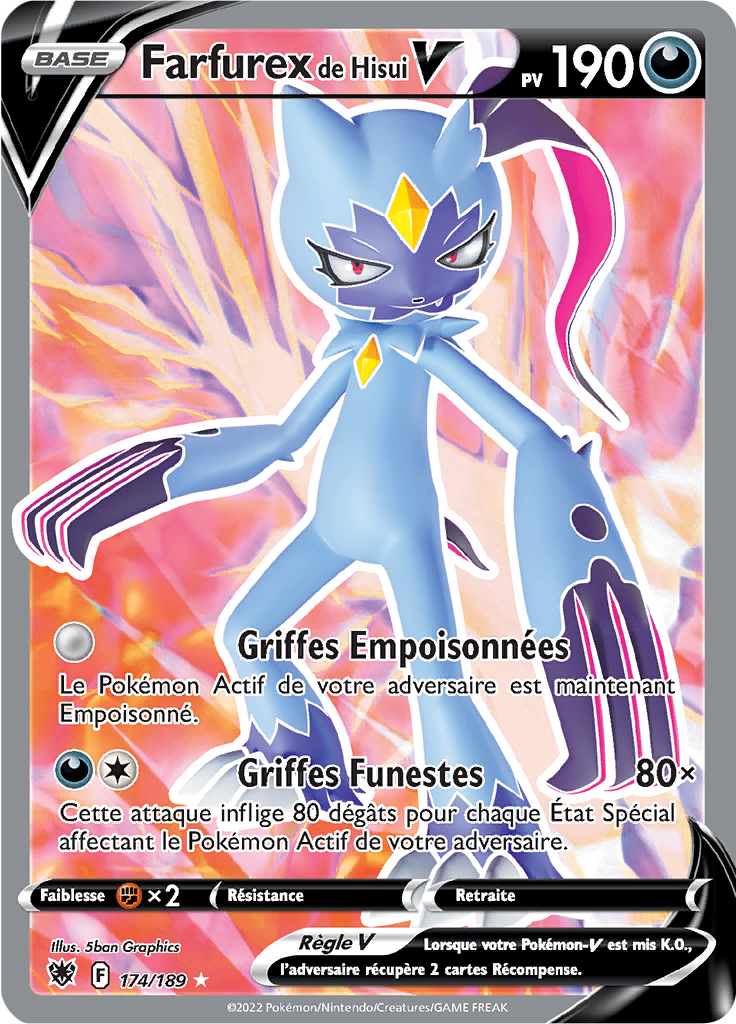 BASE
Farfurex de Hisui V PV 190
Griffes Empoisonnées
Le Pokémon Actif de votre adversaire est maintenant
Empoisonné.
Griffes Funestes 80×
Cette attaque inflige 80 dégâts pour chaque État Spécial
affectant le Pokémon Actif de votre adversaire.
Faiblesse ×2 Résistance Retraite
Illus. 5ban Graphics
Règle V Lorsque votre Pokémon-V est mis K.O.,
l'adversaire récupère 2 cartes Récompense.
F 174/189
©2022 Pokémon/Nintendo/Creatures/GAME FREAK